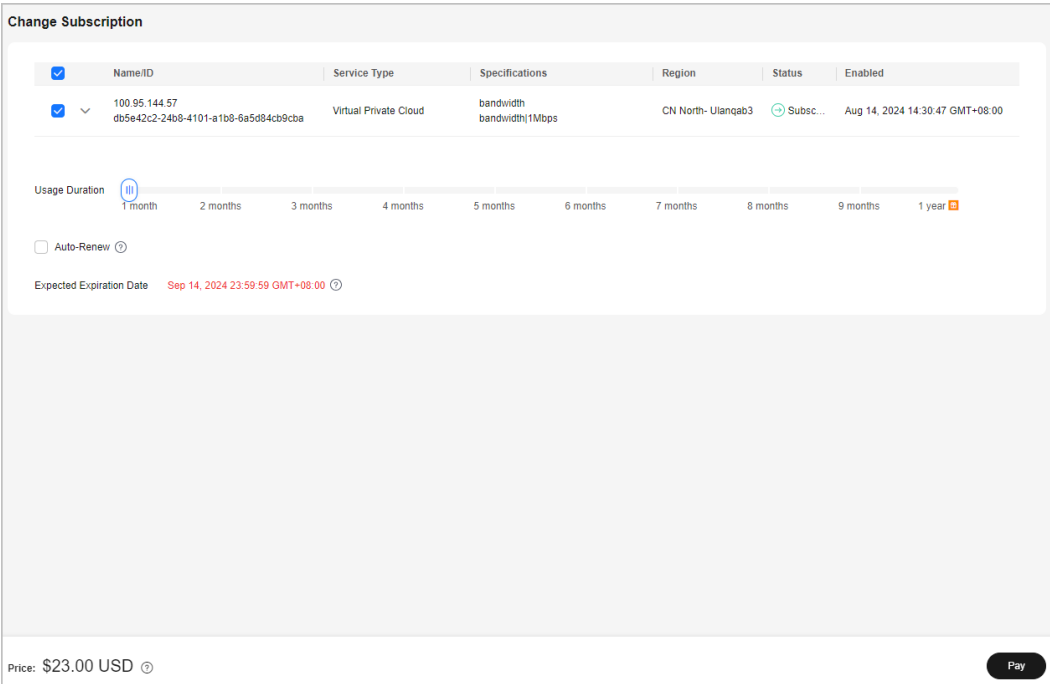 Change Subscription
Name/ID Service Type Specifications Region Status Enabled
100.95.144.57
db5e42c2-24b8-4101-a1b8-6a5d84cb9cba
Virtual Private Cloud
bandwidth
bandwidth|1Mbps
CN North- Ulanqab3
Subsc...
Aug 14, 2024 14:30:47 GMT+08:00
Usage Duration
1 month 2 months 3 months 4 months 5 months 6 months 7 months 8 months 9 months 1 year
Auto-Renew ?
Expected Expiration Date Sep 14, 2024 23:59:59 GMT+08:00 ?
Price: $23.00 USD ?
Pay